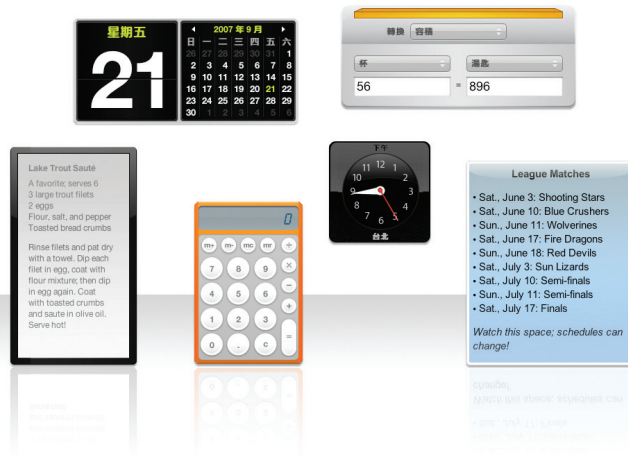 星期五
21
2007 年 9 月
日 一 二 三 四 五 六
26 27 28 29 30 31 1
2 3 4 5 6 7 8
9 10 11 12 13 14 15
16 17 18 19 20 21 22
23 24 25 26 27 28 29
30 1 2 3 4 5 6
轉換 容積
杯 湯匙
56 = 896
Lake Trout Sauté
A favorite; serves 6
3 large trout filets
2 eggs
Flour, salt, and pepper
Toasted bread crumbs
Rinse filets and pat dry
with a towel. Dip each
filet in egg, coat with
flour mixture; then dip
in egg again. Coat
with toasted crumbs
and saute in olive oil.
Serve hot!
0
m+ m- mc mr ÷
7 8 9 ×
4 5 6 −
1 2 3 +
0 . c =
下午
12
11 1
10 2
9 3
8 4
7 6 5
台北
League Matches
• Sat., June 3: Shooting Stars
• Sat., June 10: Blue Crushers
• Sun., June 11: Wolverines
• Sat., June 17: Fire Dragons
• Sun., June 18: Red Devils
• Sat., July 3: Sun Lizards
• Sat., July 10: Semi-finals
• Sun., July 11: Semi-finals
• Sat., July 17: Finals
Watch this space; schedules can
change!